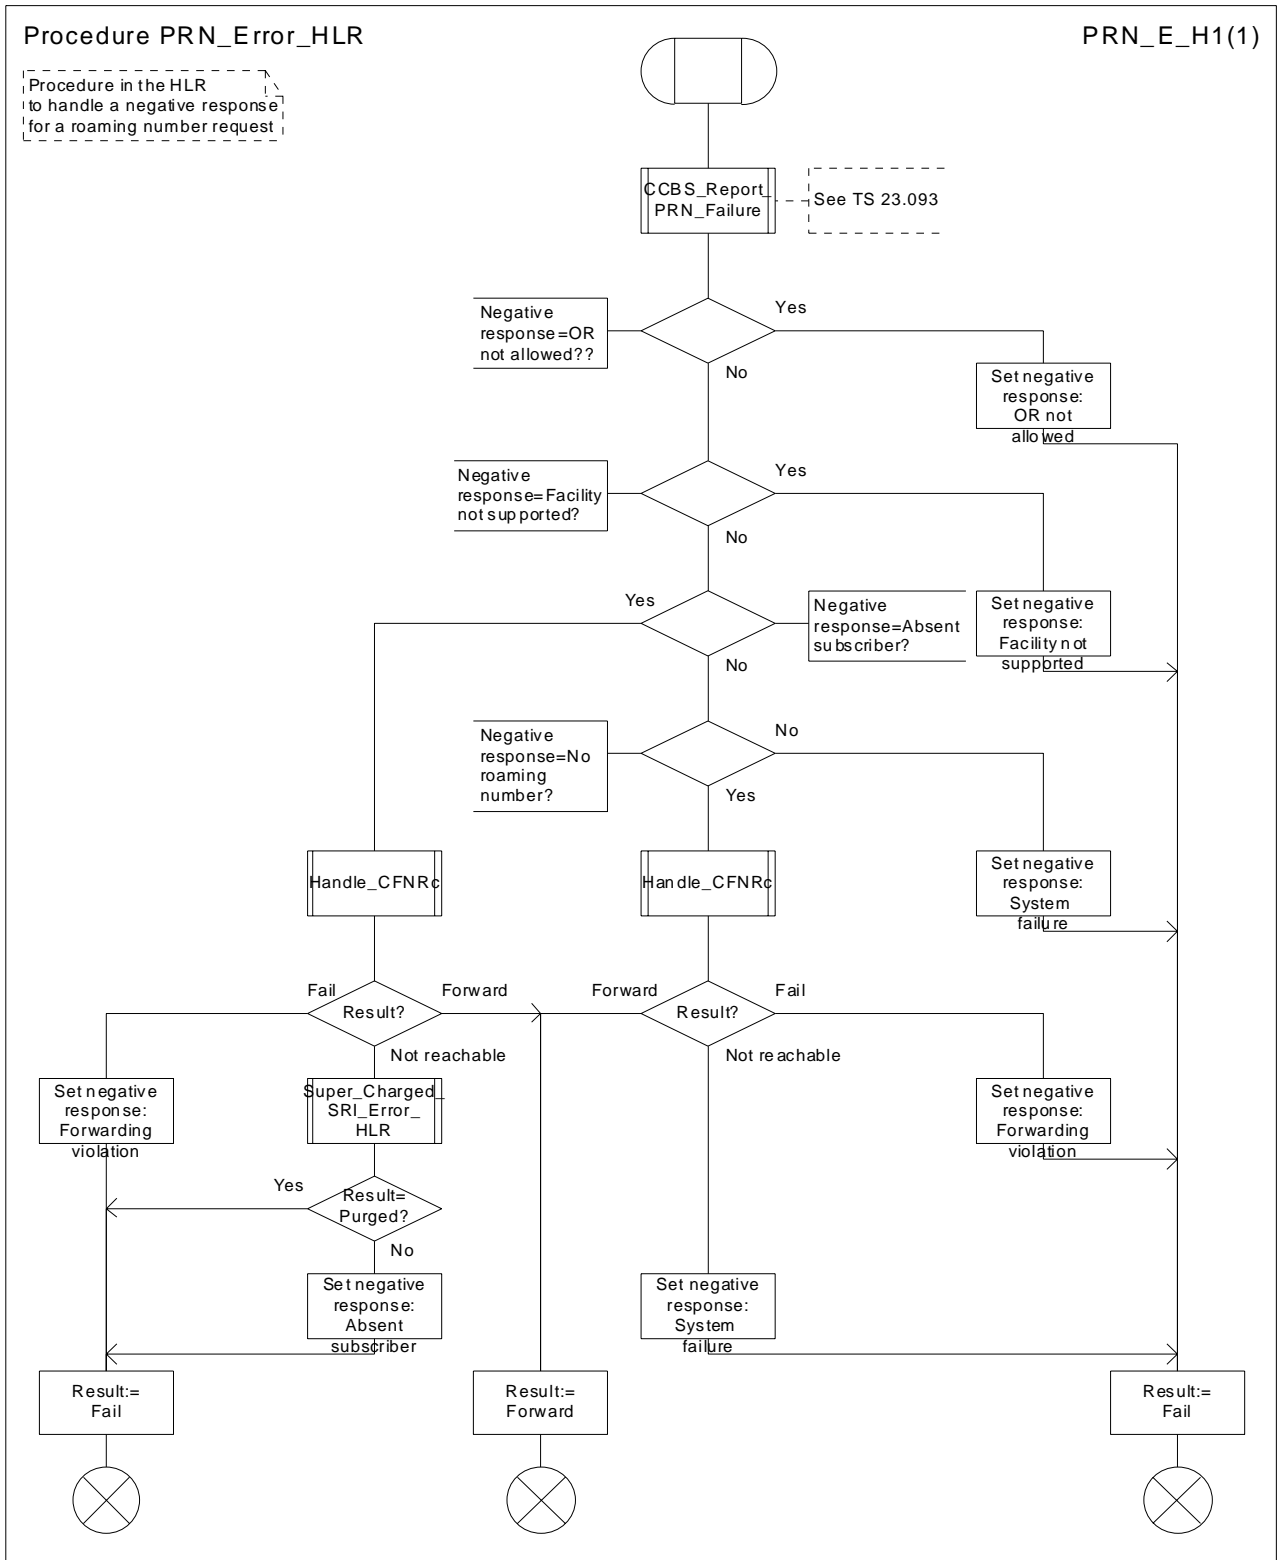 Procedure PRN_Error_HLR
PRN_E_H1(1)
Procedure in the HLR
to handle a negative response
for a roaming number request
CCBS_Report_
PRN_Failure
See TS 23.093
Negative
response=OR
not allowed??
Yes
No
Set negative
response:
OR not
allowed
Negative
response=Facility
not supported?
Yes
No
Set negative
response:
Facility not
supported
Yes
Negative
response=Absent
subscriber?
No
Negative
response=No
roaming
number?
No
Yes
Set negative
response:
System
failure
Handle_CFNRc
Handle_CFNRc
Fail
Result?
Forward
Not reachable
Forward
Result?
Fail
Not reachable
Set negative
response:
Forwarding
violation
Super_Charged_
SRI_Error_
HLR
Set negative
response:
Forwarding
violation
Yes
Result=
Purged?
No
Set negative
response:
Absent
subscriber
Set negative
response:
System
failure
Result:=
Fail
Result:=
Forward
Result:=
Fail